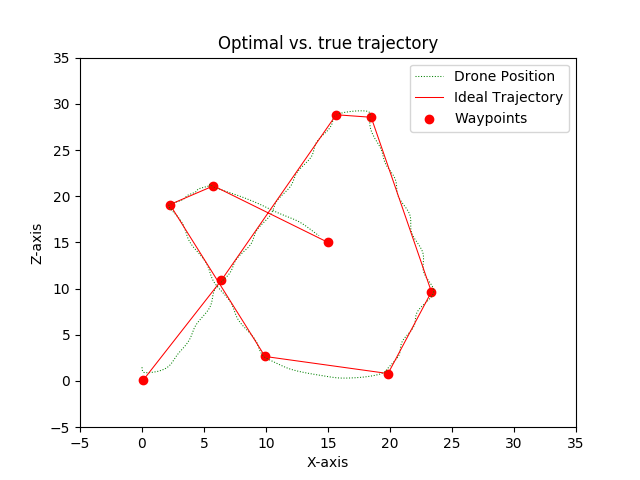 Optimal vs. true trajectory
Drone Position
Ideal Trajectory
Waypoints
Z-axis
35
30
25
20
15
10
5
0
−5
−5 0 5 10 15 20 25 30 35
X-axis